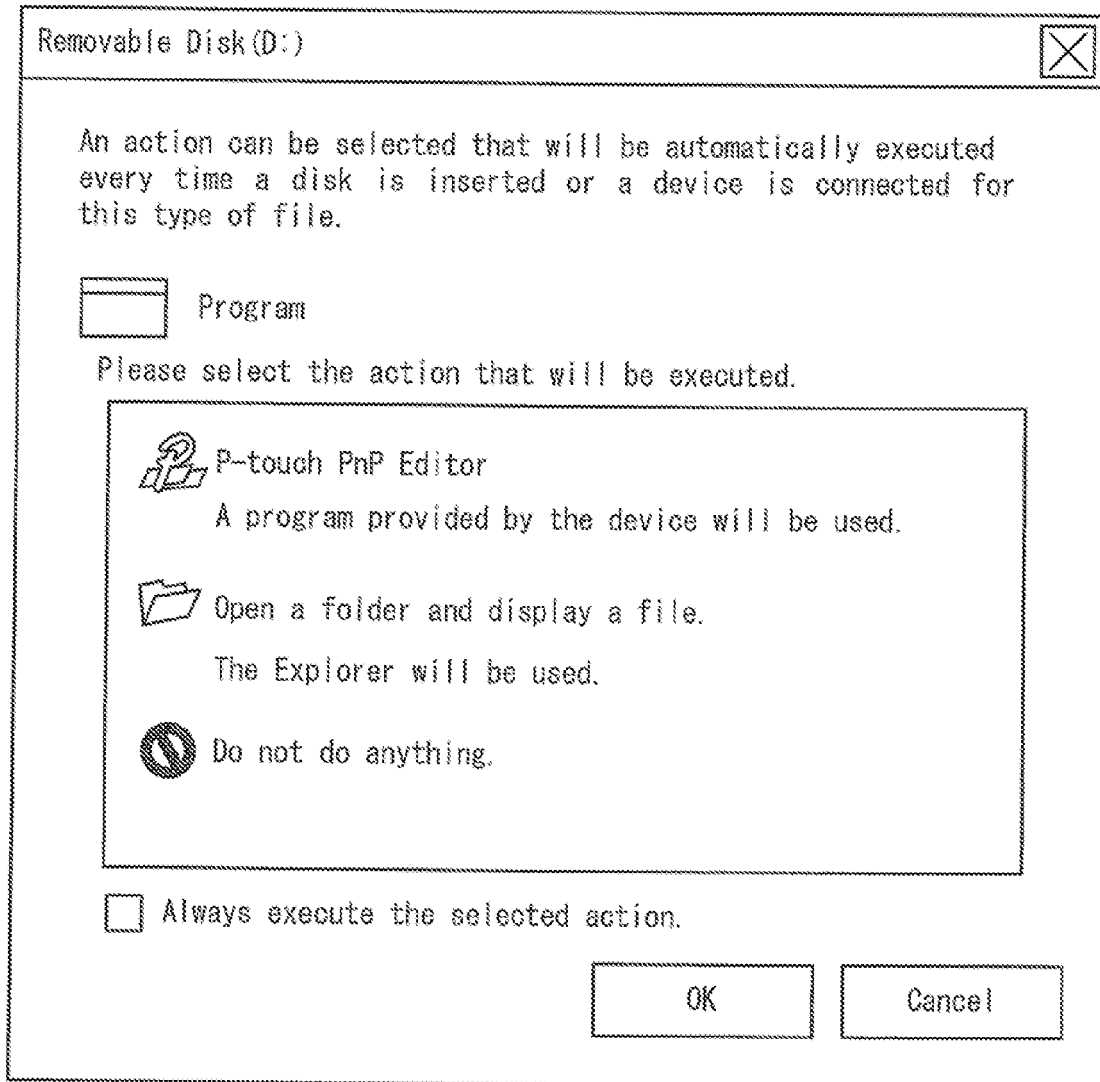 Removable Disk(D:)
An action can be selected that will be automatically executed
every time a disk is inserted or a device is connected for
this type of file.
Program
Please select the action that will be executed.
P-touch PnP Editor
A program provided by the device will be used.
Open a folder and display a file.
The Explorer will be used.
Do not do anything.
Always execute the selected action.
OK
Cancel